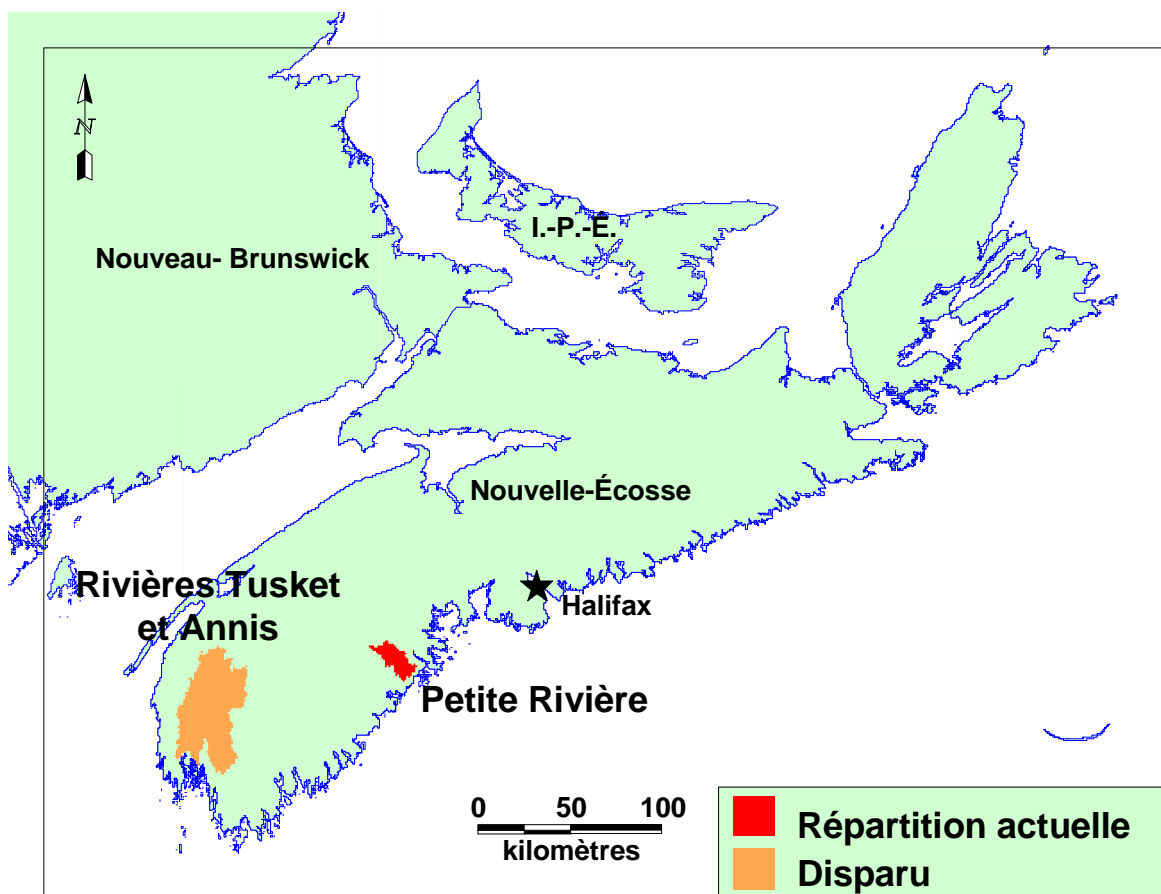 N
I.-P.-É.
Nouveau- Brunswick
Nouvelle-Écosse
Rivières Tusket
et Annis
Halifax
Petite Rivière
0 50 100
kilomètres
Répartition actuelle
Disparu